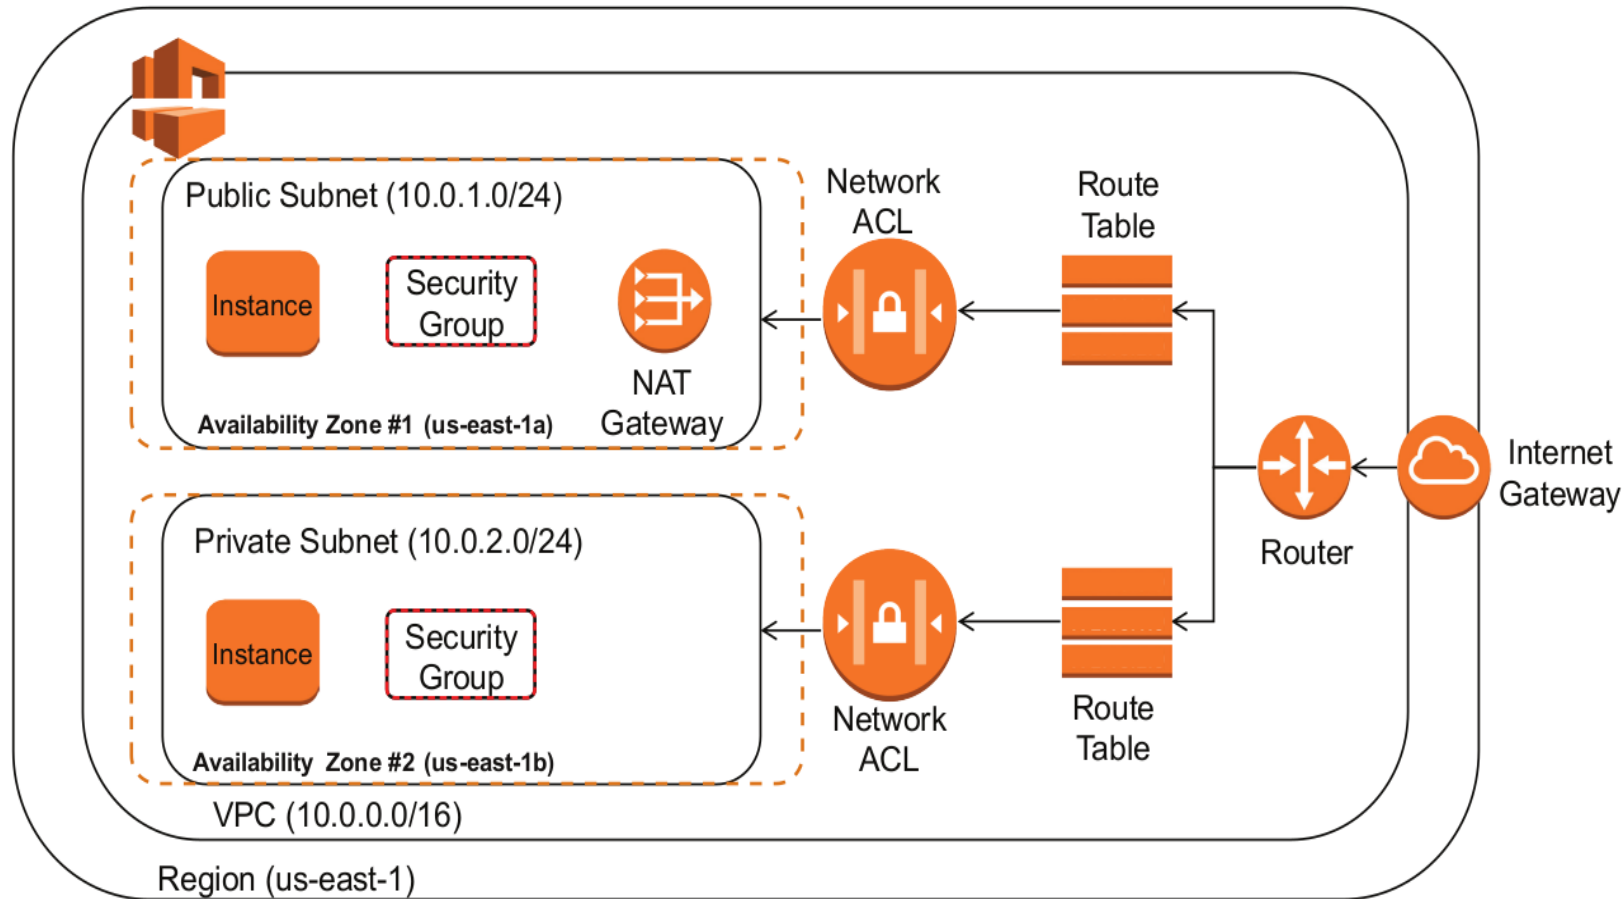 Public Subnet (10.0.1.0/24)
Instance
Security
Group
NAT
Gateway
Availability Zone #1 (us-east-1a)
Network
ACL
Route
Table
Internet
Gateway
Router
Private Subnet (10.0.2.0/24)
Instance
Security
Group
Availability Zone #2 (us-east-1b)
Network
ACL
Route
Table
VPC (10.0.0.0/16)
Region (us-east-1)